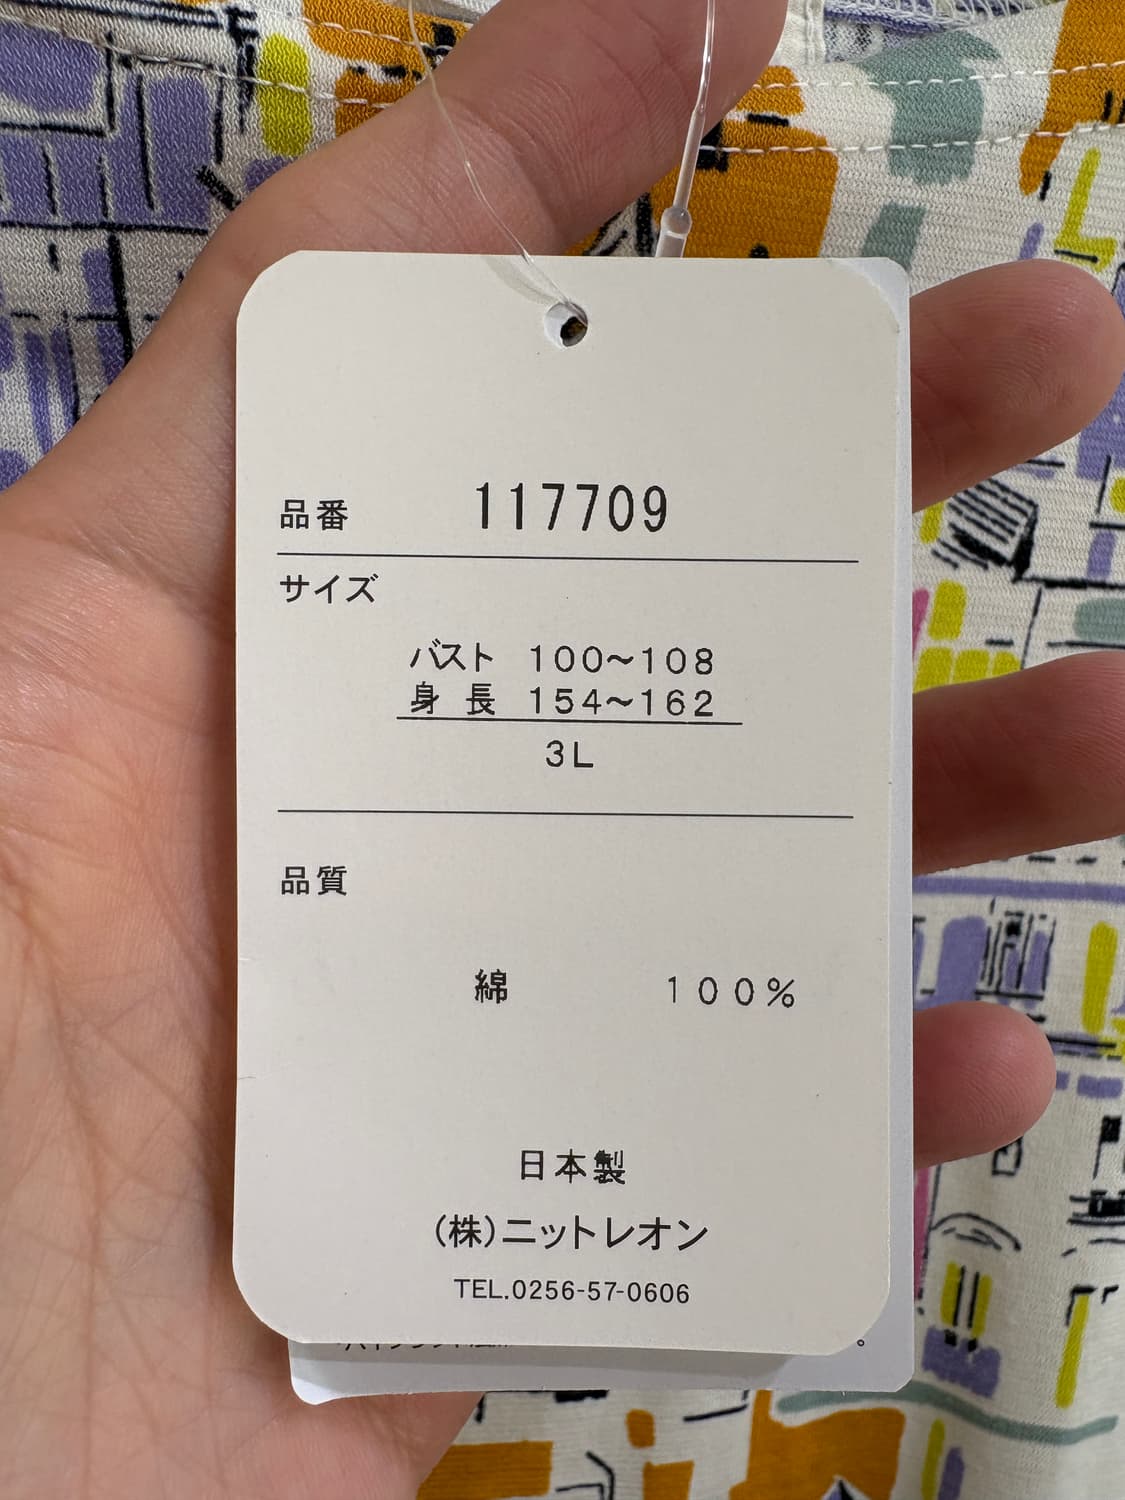 品番 117709
サイズ
バスト 100～108
身長 154～162
3L
品質
綿 100%
日本製
(株)ニットレオン
TEL.0256-57-0606